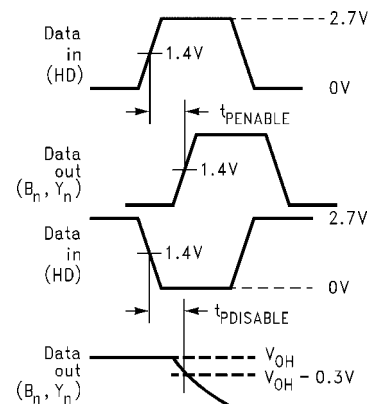 2.7V
Data
in
(HD)
1.4V
0V
tPENABLE
Data
out
(Bn, Yn)
1.4V
2.7V
Data
in
(HD)
1.4V
0V
tPDISABLE
Data
out
(Bn, Yn)
VOH
VOH – 0.3V